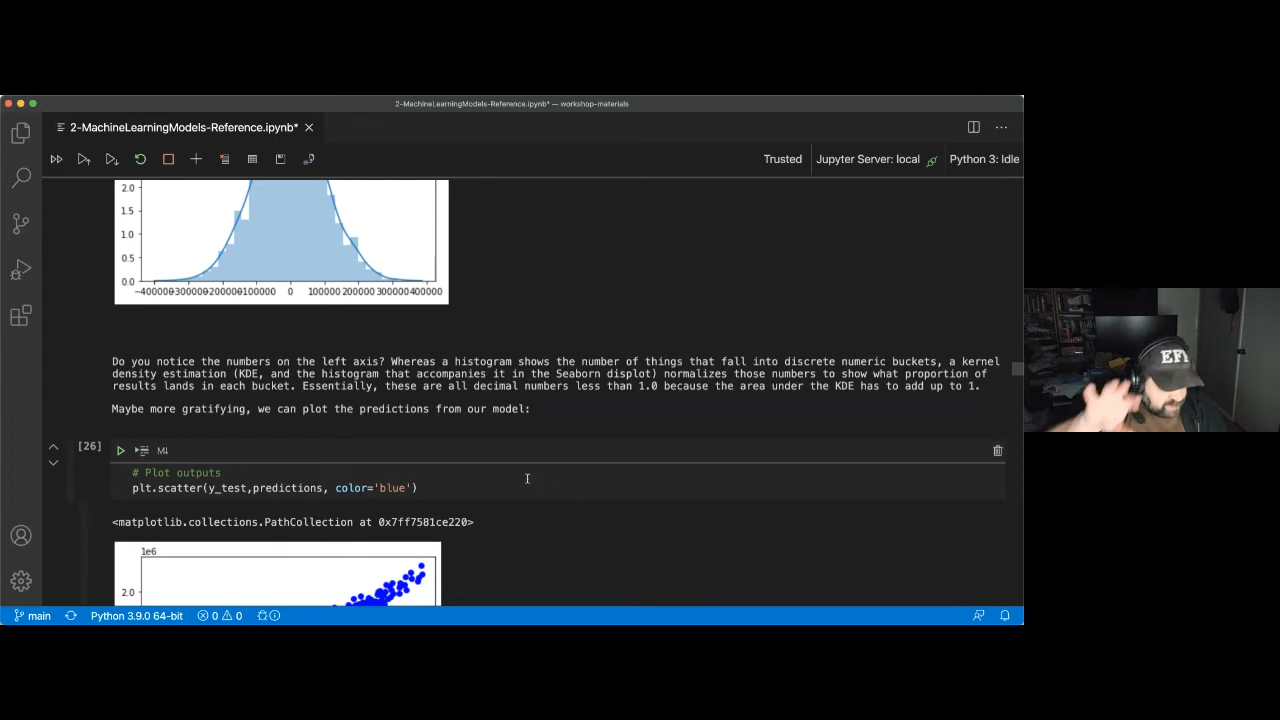 2-MachineLearningModels-Reference.ipynb* — workshop-materials
2-MachineLearningModels-Reference.ipynb*
Trusted
Jupyter Server: local
Python 3: Idle
2.0
1.5
1.0
0.5
0.0
−400000−300000−200000−100000 0 100000 200000 300000 400000
Do you notice the numbers on the left axis? Whereas a histogram shows the number of things that fall into discrete numeric buckets, a kernel
density estimation (KDE, and the histogram that accompanies it in the Seaborn displot) normalizes those numbers to show what proportion of
results lands in each bucket. Essentially, these are all decimal numbers less than 1.0 because the area under the KDE has to add up to 1.
Maybe more gratifying, we can plot the predictions from our model:
[26]
M↓
# Plot outputs
plt.scatter(y_test,predictions, color='blue')
<matplotlib.collections.PathCollection at 0x7ff7581ce220>
1e6
2.0
main
Python 3.9.0 64-bit
0
0